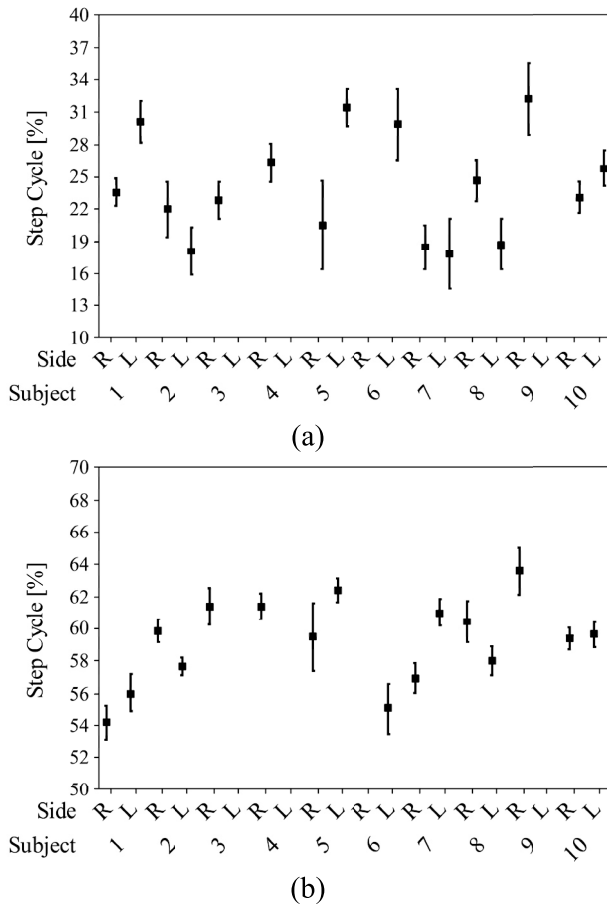 40
37
34
31
28
25
22
19
16
13
10
Step Cycle [%]
Side R L R L R L R L R L R L R L R L R L R L
Subject 1 2 3 4 5 6 7 8 9 10
(a)
70
68
66
64
62
60
58
56
54
52
50
Step Cycle [%]
Side R L R L R L R L R L R L R L R L R L R L
Subject 1 2 3 4 5 6 7 8 9 10
(b)